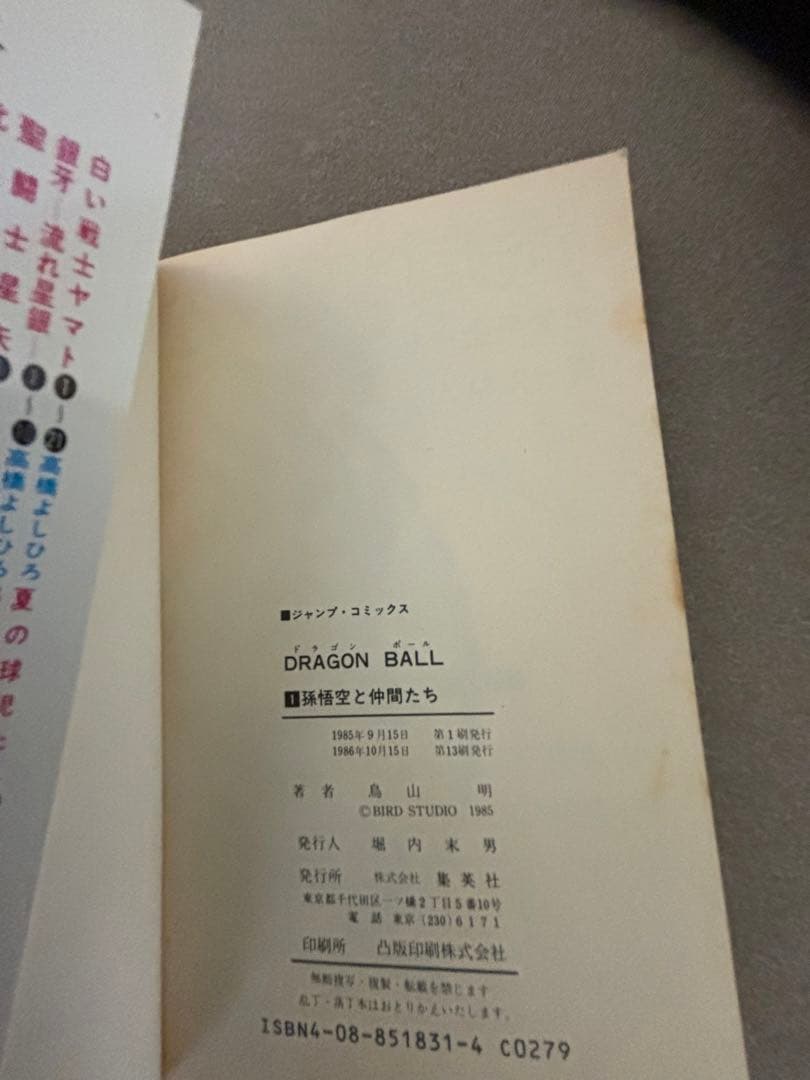 白い戦士ヤマト
高橋よしひろ
銀牙―流れ星銀―
高橋よしひろ
聖闘士星矢
夏の球児
■ジャンプ・コミックス
ドラゴン ボール
DRAGON BALL
1 孫悟空と仲間たち
1985年9月15日 第1刷発行
1986年10月15日 第13刷発行
著者 鳥山 明
©BIRD STUDIO 1985
発行人 堀内末男
発行所 株式会社 集英社
東京都千代田区一ツ橋2丁目5番10号
電話 東京(230)6171
印刷所 凸版印刷株式会社
無断複写・複製・転載を禁じます
乱丁・落丁本はおとりかえいたします。
ISBN4-08-851831-4 C0279